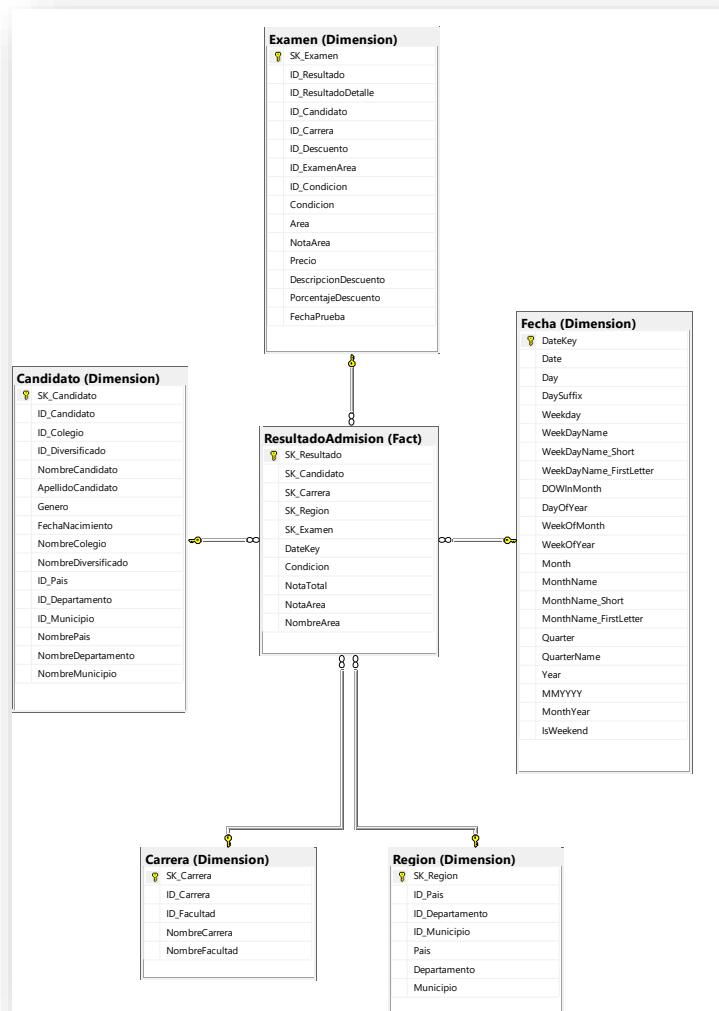 Examen (Dimension)
SK_Examen
ID_Resultado
ID_ResultadoDetalle
ID_Candidato
ID_Carrera
ID_Descuento
ID_ExamenArea
ID_Condicion
Condicion
Area
NotaArea
Precio
DescripcionDescuento
PorcentajeDescuento
FechaPrueba
Candidato (Dimension)
SK_Candidato
ID_Candidato
ID_Colegio
ID_Diversificado
NombreCandidato
ApellidoCandidato
Genero
FechaNacimiento
NombreColegio
NombreDiversificado
ID_Pais
ID_Departamento
ID_Municipio
NombrePais
NombreDepartamento
NombreMunicipio
ResultadoAdmision (Fact)
SK_Resultado
SK_Candidato
SK_Carrera
SK_Region
SK_Examen
DateKey
Condicion
NotaTotal
NotaArea
NombreArea
Fecha (Dimension)
DateKey
Date
Day
DaySuffix
Weekday
WeekDayName
WeekDayName_Short
WeekDayName_FirstLetter
DOWInMonth
DayOfYear
WeekOfMonth
WeekOfYear
Month
MonthName
MonthName_Short
MonthName_FirstLetter
Quarter
QuarterName
Year
MMYYYY
MonthYear
IsWeekend
Carrera (Dimension)
SK_Carrera
ID_Carrera
ID_Facultad
NombreCarrera
NombreFacultad
Region (Dimension)
SK_Region
ID_Pais
ID_Departamento
ID_Municipio
Pais
Departamento
Municipio